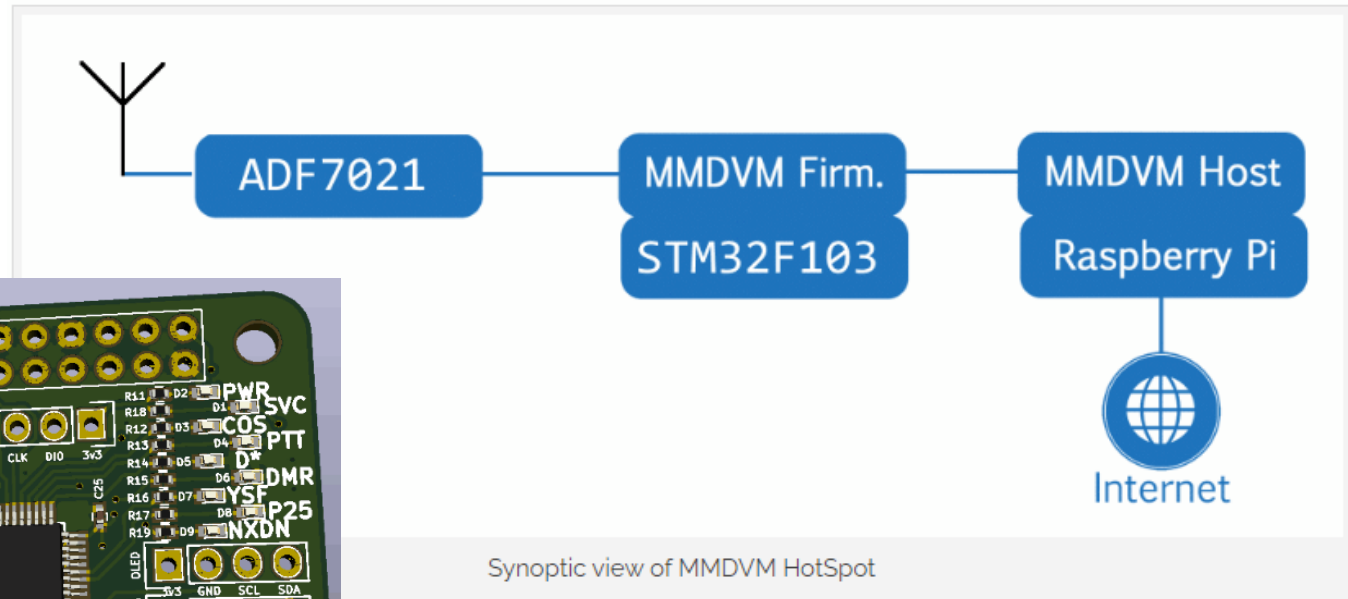 ADF7021
MMDVM Firm.
STM32F103
MMDVM Host
Raspberry Pi
Internet
R11 D2 PWR
R18 D1 SVC
R12 D3 COS
R13 D4 PTT
R14 D5 D*
R15 D6 DMR
R16 D7 YSF
R17 D8 P25
R19 D9 NXDN
CLK DIO 3v3
C25
OLED
3v3 GND SCL SDA
Synoptic view of MMDVM HotSpot